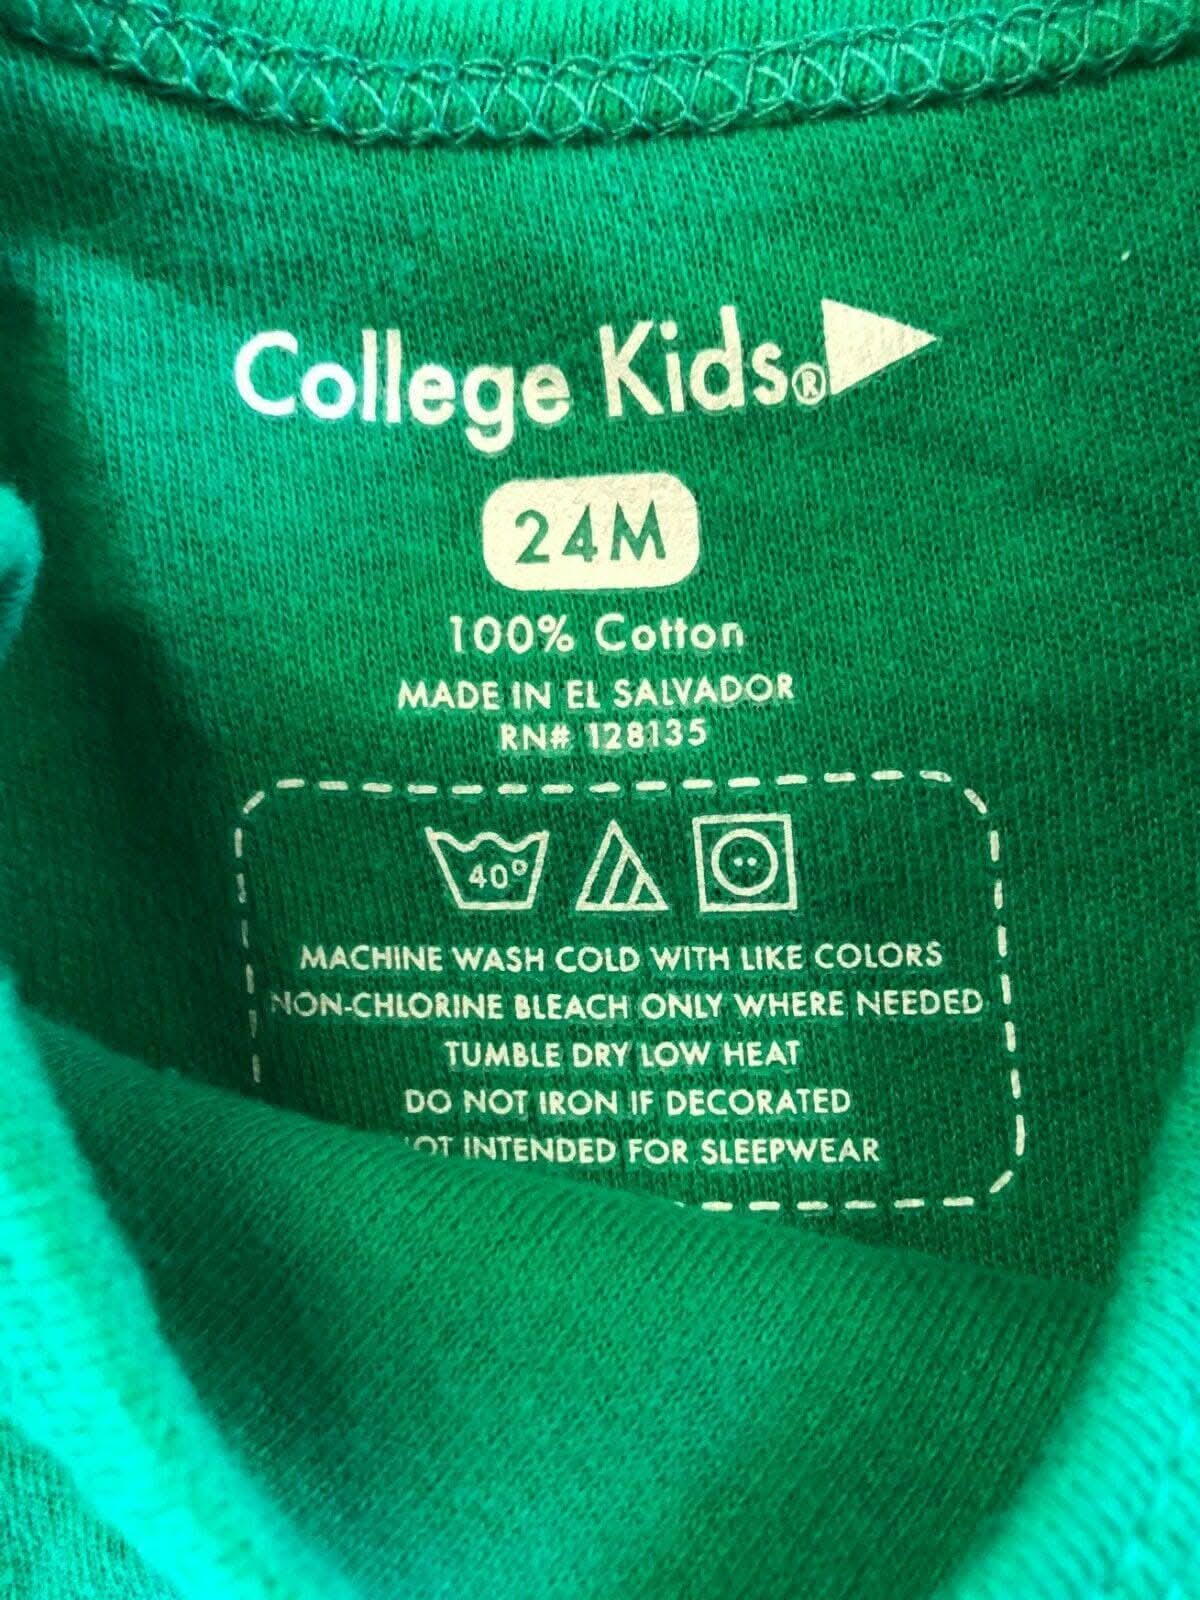 College Kids®
24M
100% Cotton
MADE IN EL SALVADOR
RN# 128135
40°
MACHINE WASH COLD WITH LIKE COLORS
NON-CHLORINE BLEACH ONLY WHERE NEEDED
TUMBLE DRY LOW HEAT
DO NOT IRON IF DECORATED
INTENDED FOR SLEEPWEAR